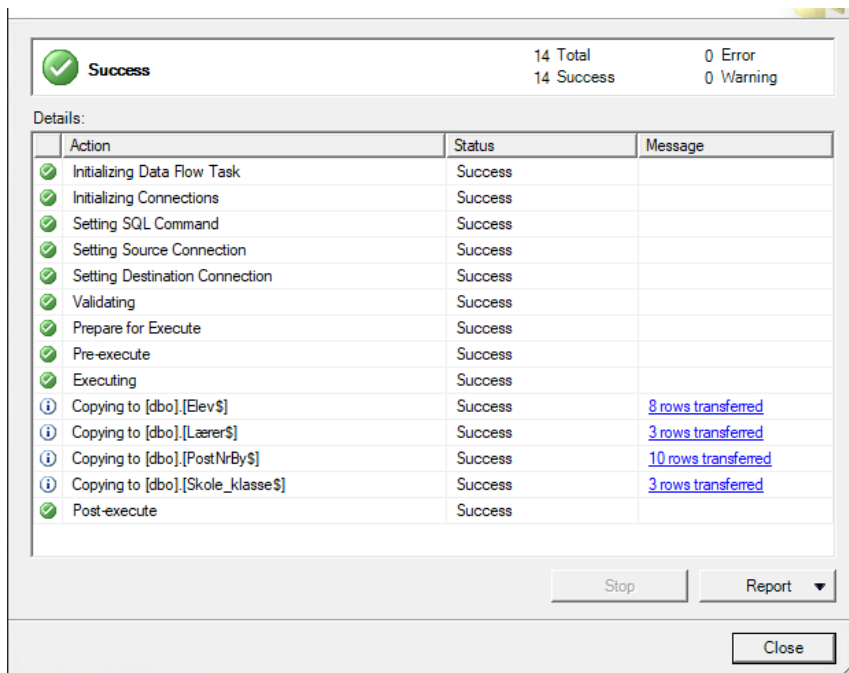 Success
14 Total
0 Error
14 Success
0 Warning
Details:
Action Status Message
Initializing Data Flow Task Success
Initializing Connections Success
Setting SQL Command Success
Setting Source Connection Success
Setting Destination Connection Success
Validating Success
Prepare for Execute Success
Pre-execute Success
Executing Success
Copying to [dbo].[Elev$] Success 8 rows transferred
Copying to [dbo].[Lærer$] Success 3 rows transferred
Copying to [dbo].[PostNrBy$] Success 10 rows transferred
Copying to [dbo].[Skole_klasse$] Success 3 rows transferred
Post-execute Success
Stop Report
Close